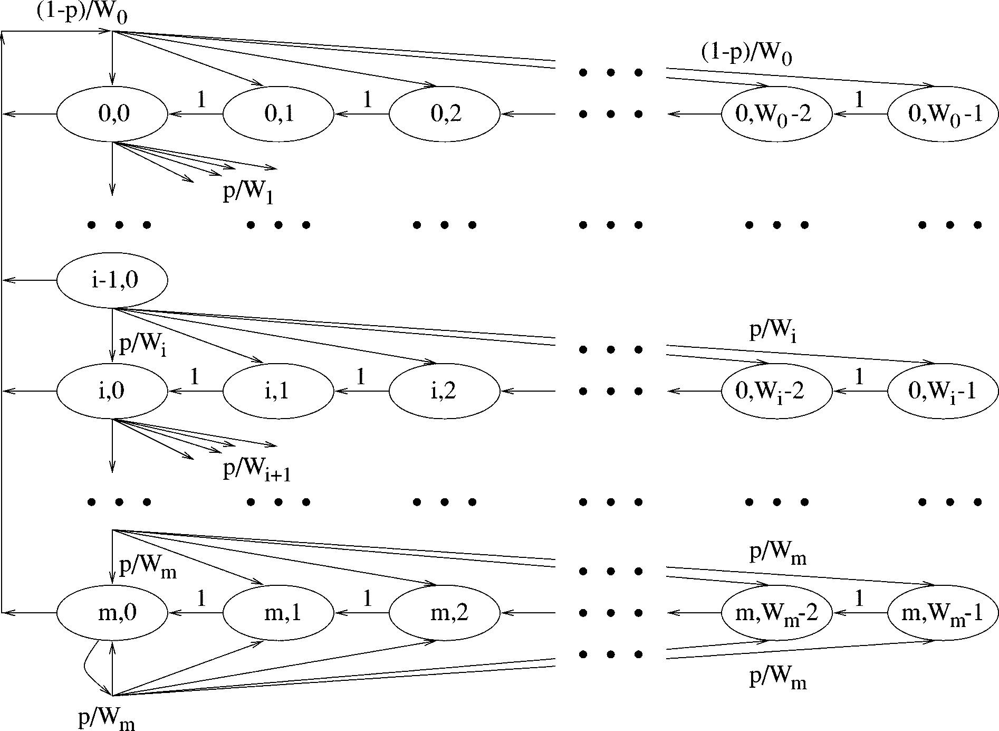 (1-p)/W0
(1-p)/W0
1 1 1
0,0 0,1 0,2 0,W0-2 0,W0-1
p/W1
i-1,0
p/Wi p/Wi
1 1 1
i,0 i,1 i,2 0,Wi-2 0,Wi-1
p/Wi+1
p/Wm p/Wm
1 1 1
m,0 m,1 m,2 m,Wm-2 m,Wm-1
p/Wm
p/Wm